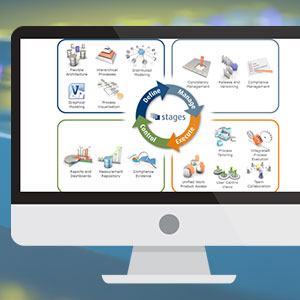 Flexible
Architecture
Hierarchical
Processes
Distributed
Modeling
Graphical
Modeling
Process
Visualization
Consistency
Management
Release and
Versioning
Compliance
Management
Define
Manage
Execute
Control
stages
Reports and
Dashboards
Measurement
Repository
Compliance
Evidence
Process
Tailoring
Integrated
Process
Execution
Unified Work
Product Access
User Centric
Views
Team
Collaboration